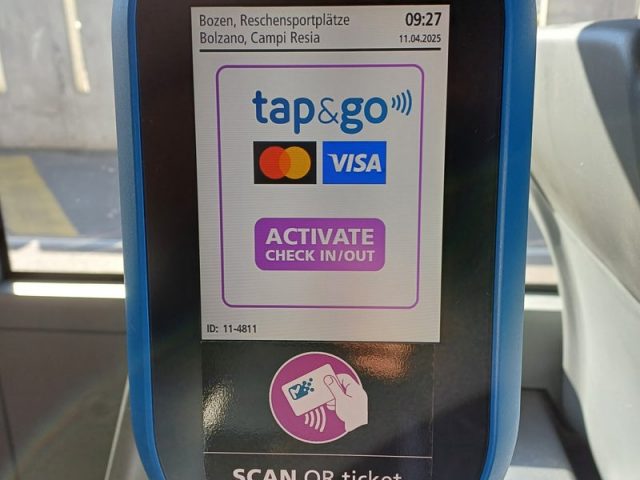 Bozen, Reschensportplätze 09:27
Bolzano, Campi Resia 11.04.2025
tap&go
VISA
ACTIVATE
CHECK IN/OUT
ID: 11-4811
SCAN QR ticket